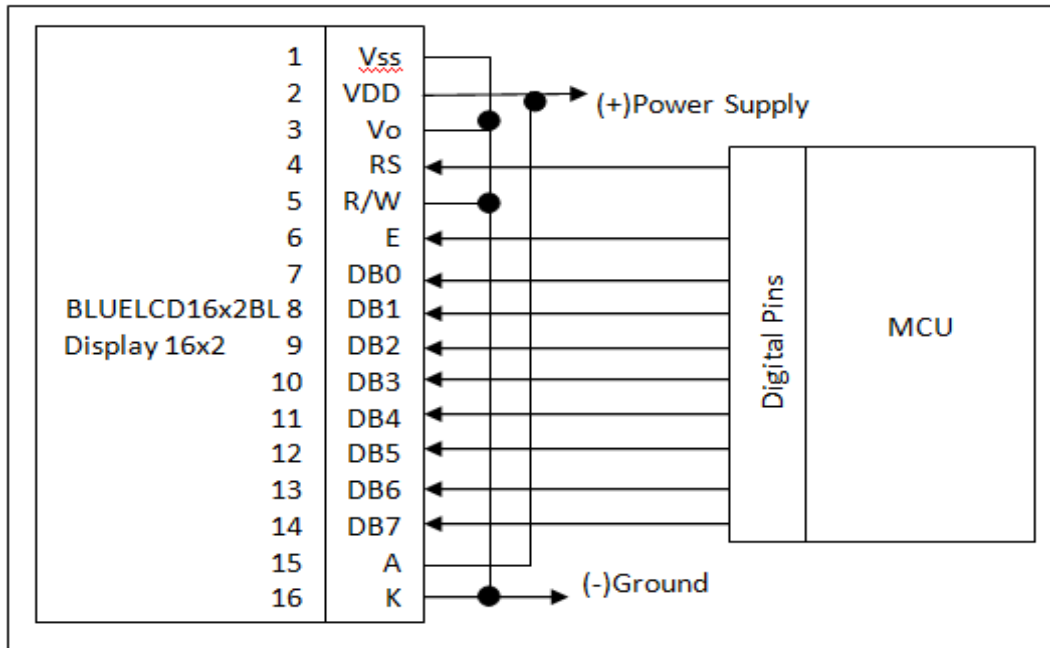 1 Vss
2 VDD
(+)Power Supply
3 Vo
4 RS
5 R/W
6 E
7 DB0
BLUELCD16x2BL 8 DB1
Display 16x2 9 DB2
10 DB3
11 DB4
12 DB5
13 DB6
14 DB7
15 A
16 K
(-)Ground
Digital Pins
MCU